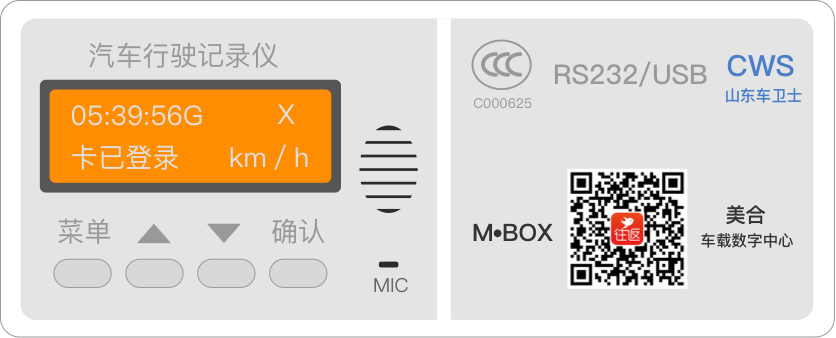 汽车行驶记录仪
05:39:56G X
卡已登录 km / h
菜单 确认
MIC
CCC
C000625
RS232/USB
CWS
山东车卫士
M•BOX
往返
美合
车载数字中心